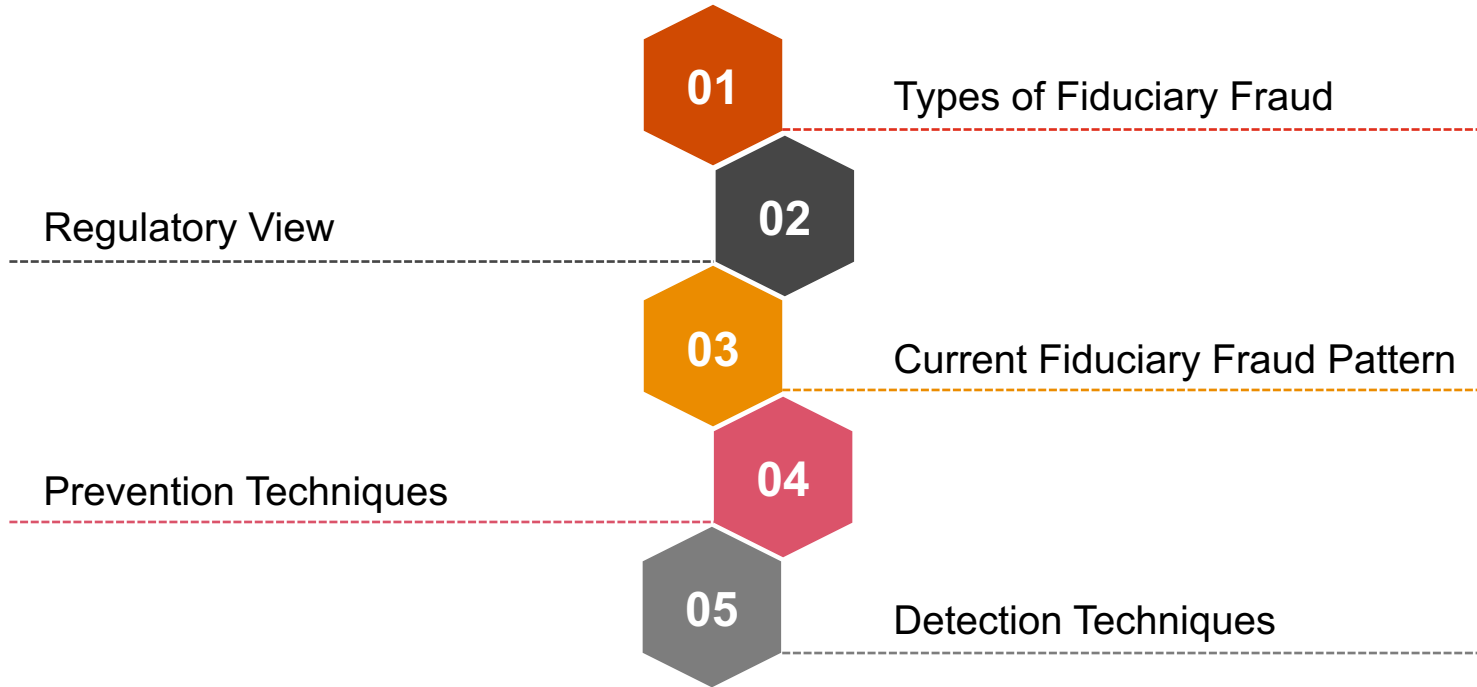 01
Types of Fiduciary Fraud
Regulatory View
02
03
Current Fiduciary Fraud Pattern
Prevention Techniques
04
05
Detection Techniques